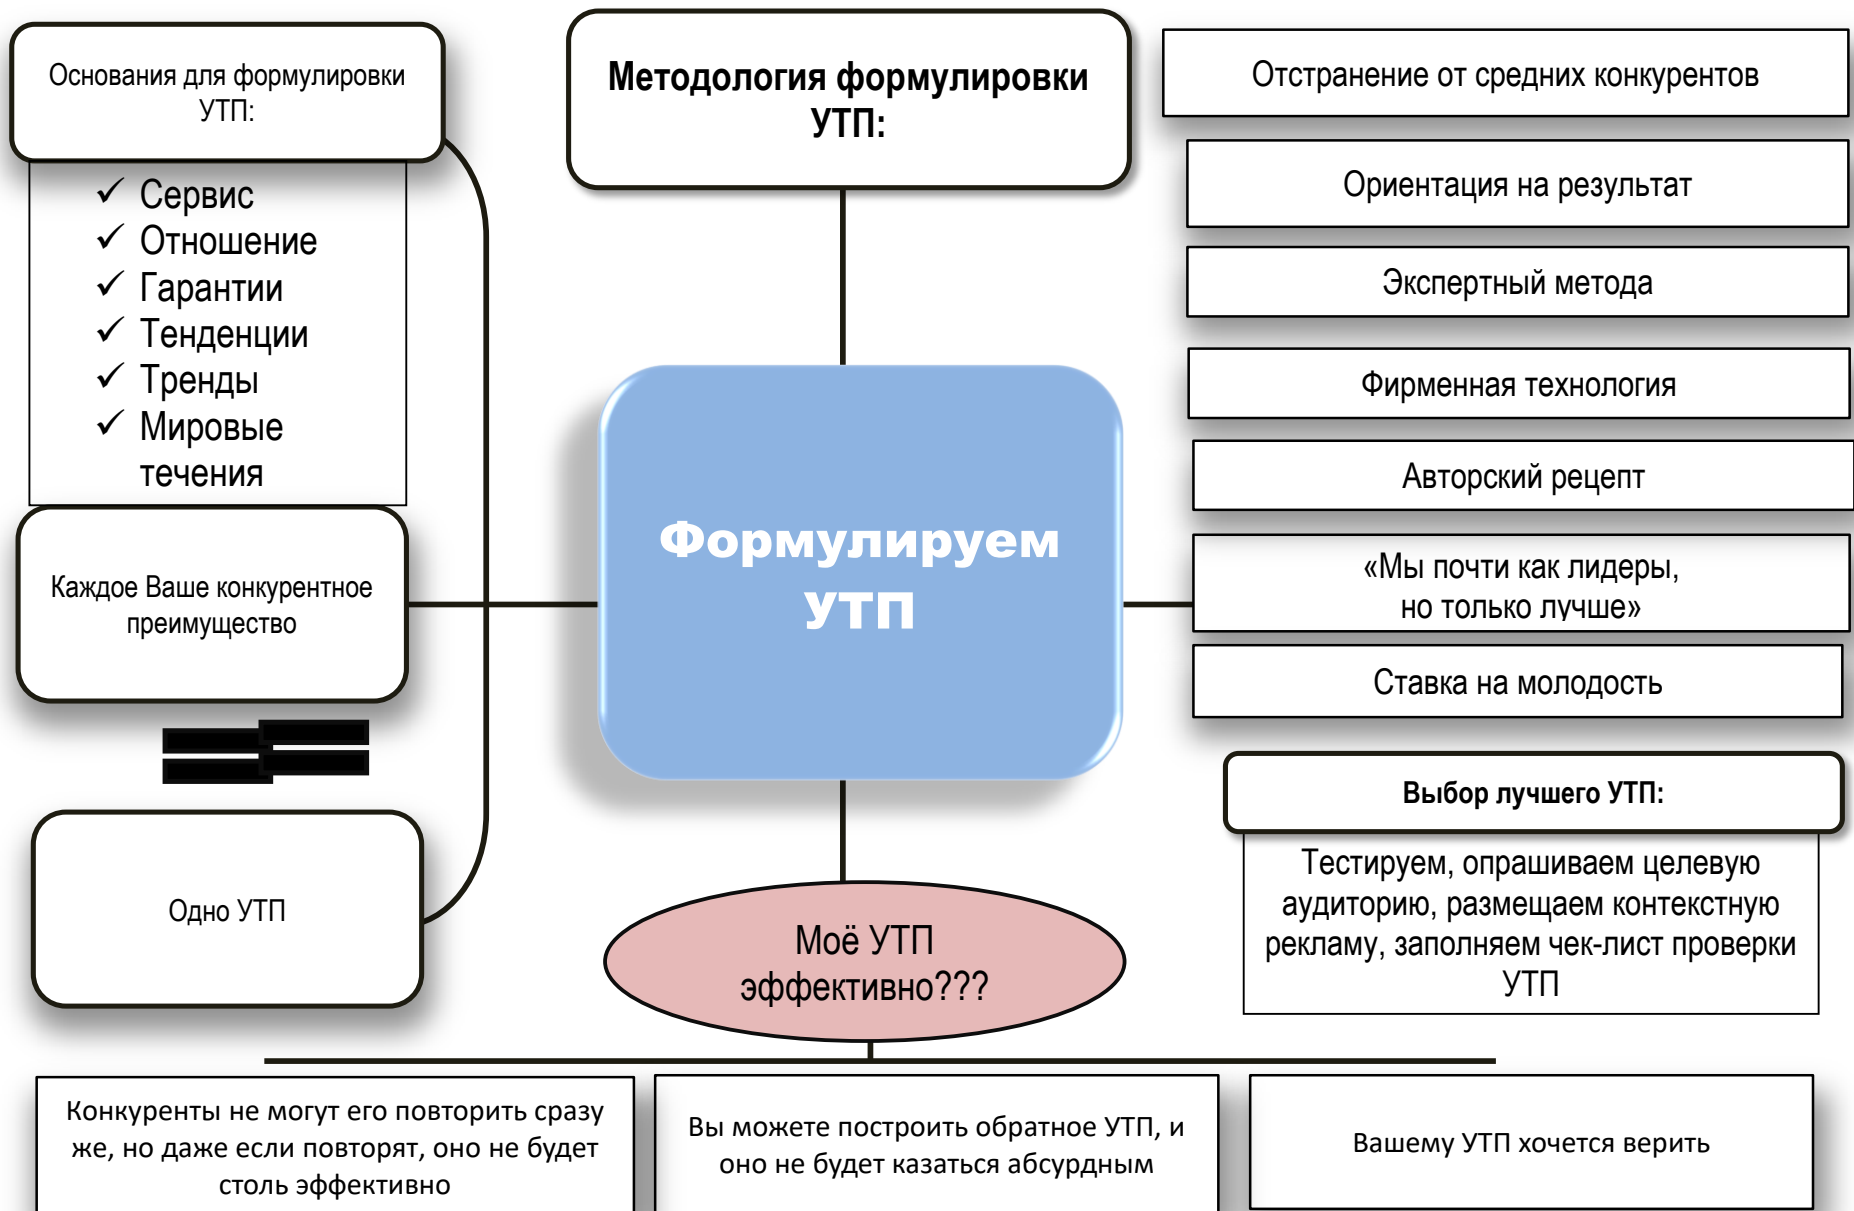 Основания для формулировки
УТП:
Сервис
Отношение
Гарантии
Тенденции
Тренды
Мировые
течения
Каждое Ваше конкурентное
преимущество
Одно УТП
Методология формулировки
УТП:
Формулируем
УТП
Отстранение от средних конкурентов
Ориентация на результат
Экспертный метода
Фирменная технология
Авторский рецепт
«Мы почти как лидеры,
но только лучше»
Ставка на молодость
Выбор лучшего УТП:
Тестируем, опрашиваем целевую
аудиторию, размещаем контекстную
рекламу, заполняем чек-лист проверки
УТП
Моё УТП
эффективно???
Конкуренты не могут его повторить сразу
же, но даже если повторят, оно не будет
столь эффективно
Вы можете построить обратное УТП, и
оно не будет казаться абсурдным
Вашему УТП хочется верить